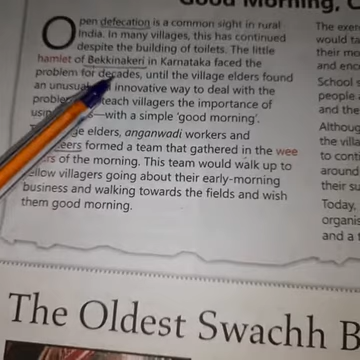 Good Morning, C
Open defecation is a common sight in rural
India. In many villages, this has continued
despite the building of toilets. The little
hamlet of Bekkinakeri in Karnataka faced the
problem for decades, until the village elders found
an unusual innovative way to deal with the
teach villagers the importance of
with a simple 'good morning'.
elders, anganwadi workers and
formed a team that gathered in the wee
of the morning. This team would walk up to
villagers going about their early-morning
business and walking towards the fields and wish
them good morning.
The exer
would ta
their mo
and enc
School s
people
and the
Althoug
the villa
to conti
around
their su
Today,
organis
and a
The Oldest Swachh B